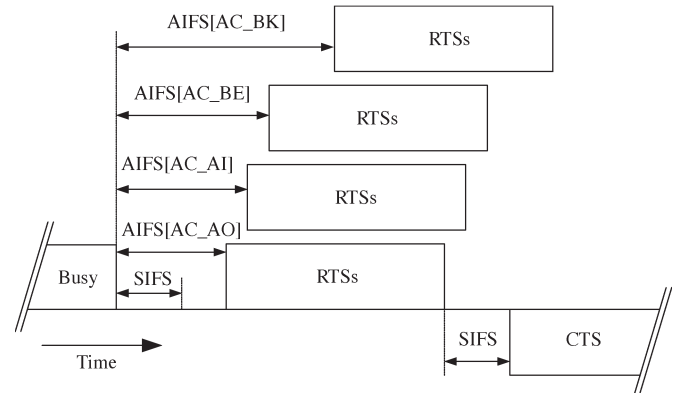 AIFS[AC_BK]
RTSs
AIFS[AC_BE]
RTSs
AIFS[AC_AI]
RTSs
AIFS[AC_AO]
Busy
SIFS
RTSs
Time
SIFS
CTS